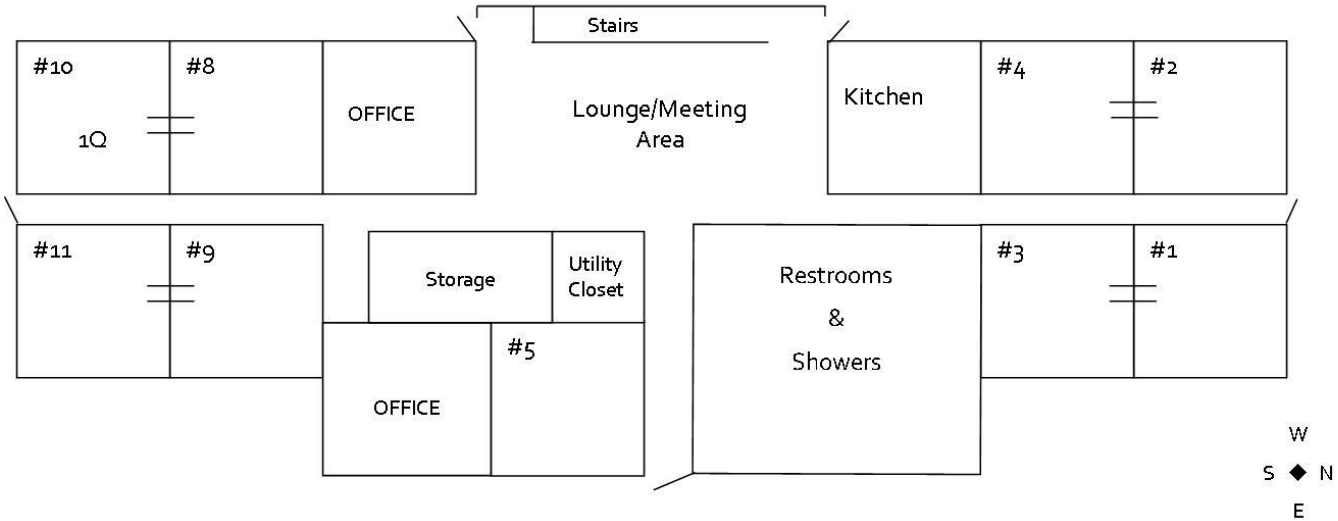 Stairs
#10
#8
OFFICE
1Q
Lounge/Meeting
Area
Kitchen
#4
#2
#11
#9
Storage
Utility
Closet
Restrooms
&
Showers
#3
#1
#5
OFFICE
W
S N
E